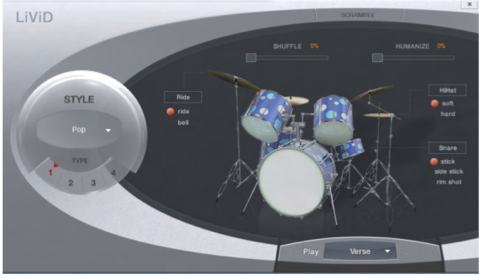 LiViD
SCRAMBLE
SHUFFLE 0%
HUMANIZE 0%
Ride
ride
bell
HiHat
soft
hard
STYLE
Pop
TYPE
1 2 3 4
Snare
stick
side stick
rim shot
Play Verse